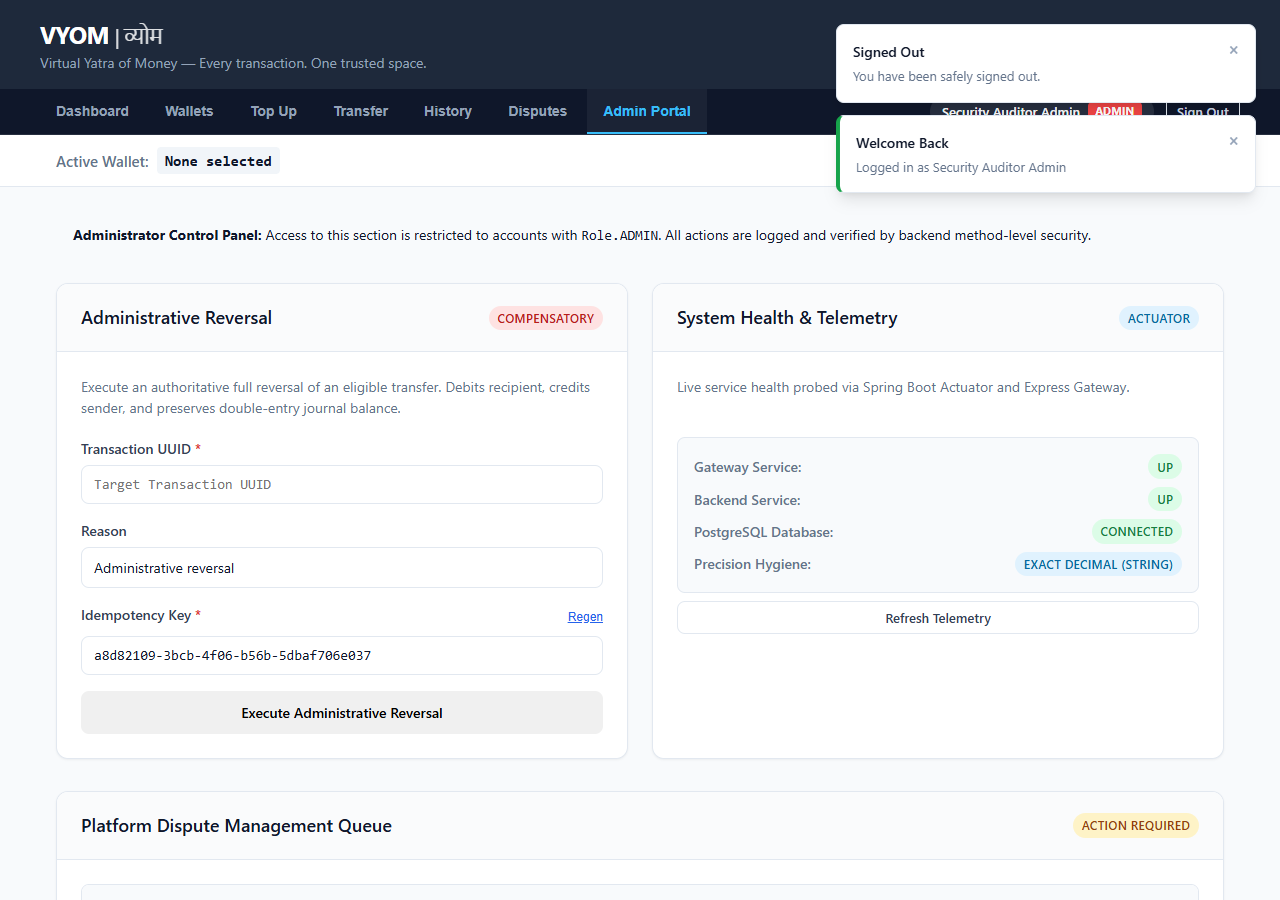 VYOM | व्योम
Virtual Yatra of Money — Every transaction. One trusted space.
Signed Out
×
You have been safely signed out.
Dashboard
Wallets
Top Up
Transfer
History
Disputes
Admin Portal
Security Auditor Admin
ADMIN
Sign Out
Welcome Back
×
Logged in as Security Auditor Admin
Active Wallet: None selected
Administrator Control Panel: Access to this section is restricted to accounts with Role.ADMIN. All actions are logged and verified by backend method-level security.
Administrative Reversal
COMPENSATORY
Execute an authoritative full reversal of an eligible transfer. Debits recipient, credits
sender, and preserves double-entry journal balance.
Transaction UUID *
Target Transaction UUID
Reason
Administrative reversal
Idempotency Key *
Regen
a8d82109-3bcb-4f06-b56b-5dbaf706e037
Execute Administrative Reversal
System Health & Telemetry
ACTUATOR
Live service health probed via Spring Boot Actuator and Express Gateway.
Gateway Service: UP
Backend Service: UP
PostgreSQL Database: CONNECTED
Precision Hygiene: EXACT DECIMAL (STRING)
Refresh Telemetry
Platform Dispute Management Queue
ACTION REQUIRED